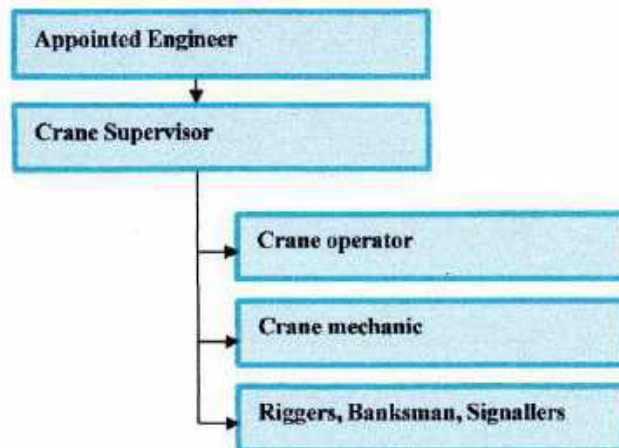 Appointed Engineer
Crane Supervisor
Crane operator
Crane mechanic
Riggers, Banksman, Signallers